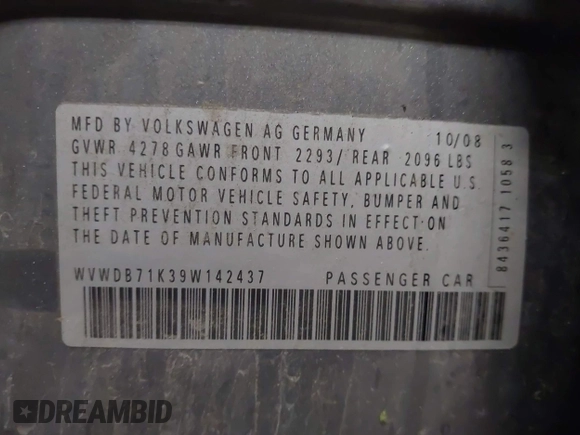 MFD BY VOLKSWAGEN AG GERMANY 10/08
GVWR 4278 GAWR FRONT 2293/ REAR 2096 LBS
THIS VEHICLE CONFORMS TO ALL APPLICABLE U.S.
FEDERAL MOTOR VEHICLE SAFETY, BUMPER AND
THEFT PREVENTION STANDARDS IN EFFECT ON
THE DATE OF MANUFACTURE SHOWN ABOVE.
WVWDB71K39W142437 PASSENGER CAR
8436417 1058 3
DREAMBID